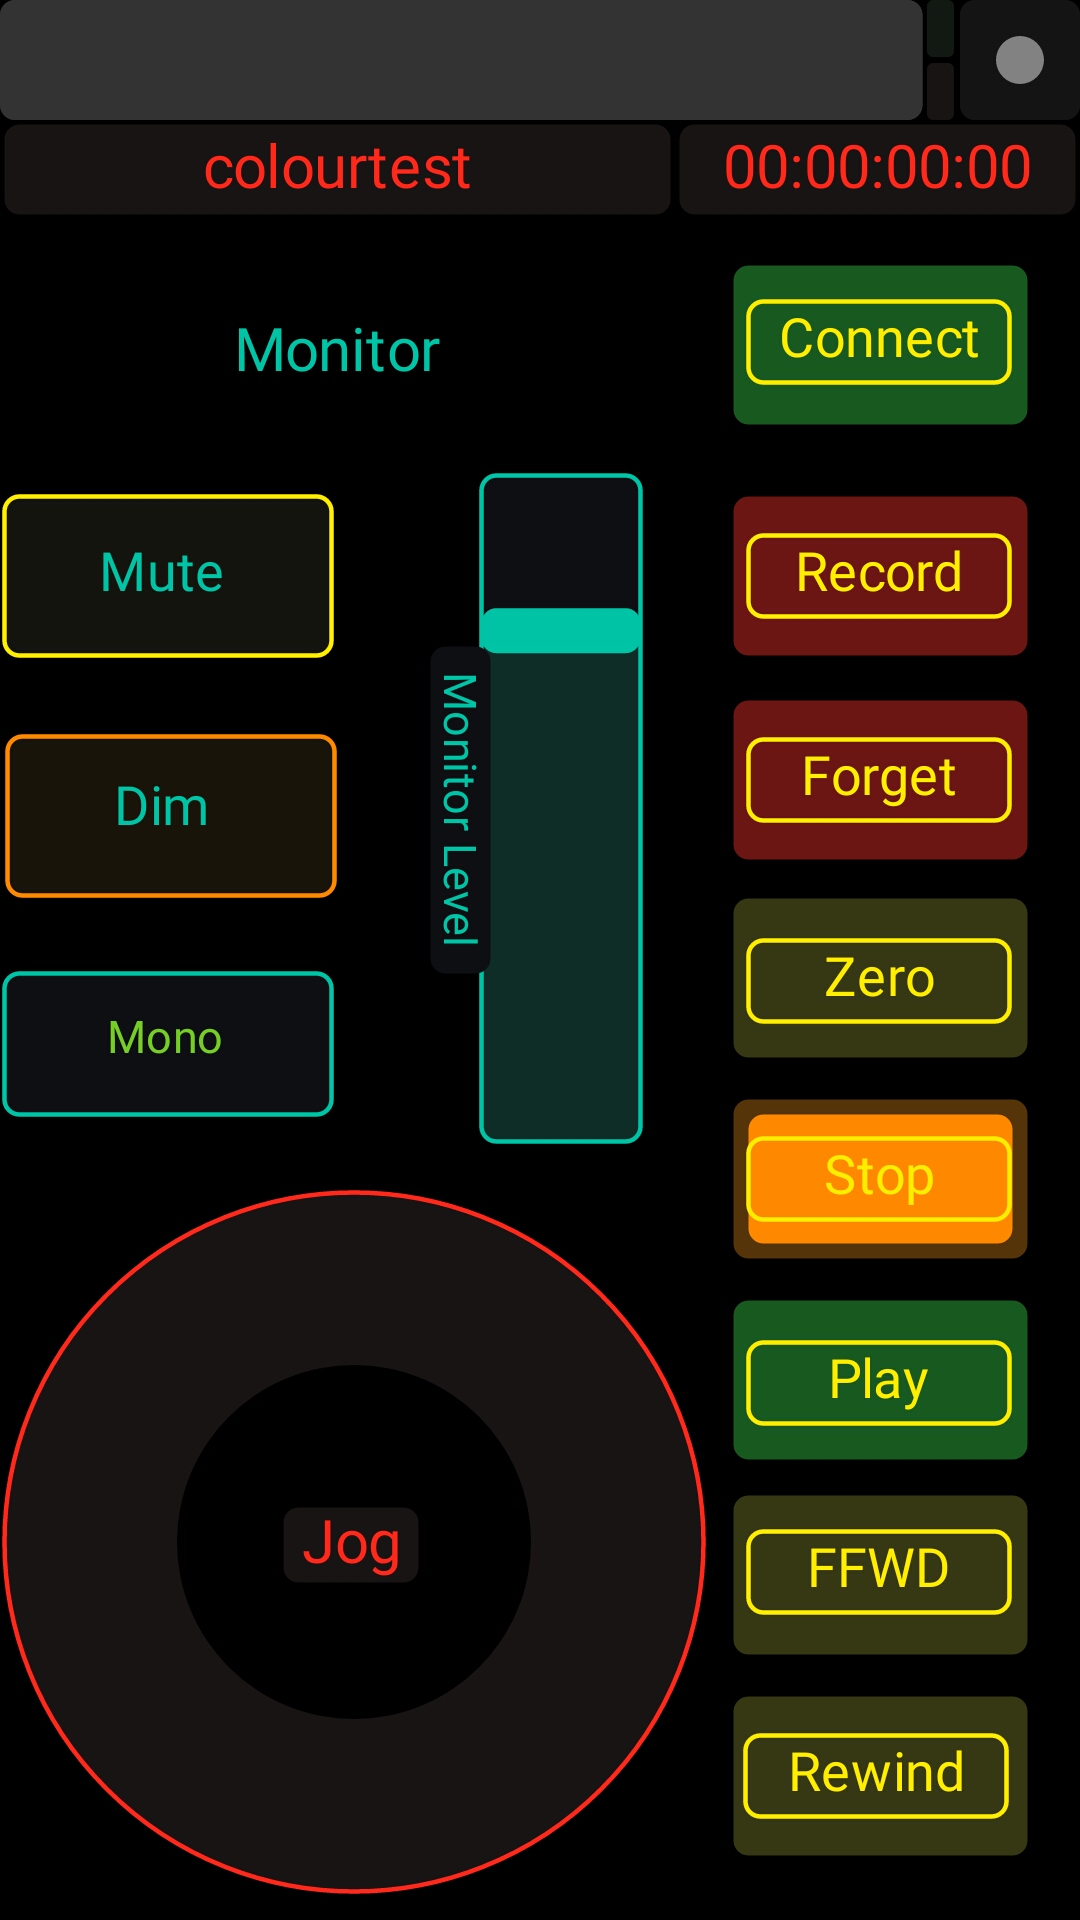 colourtest 00:00:00:00
Monitor
Connect
Mute
Record
Monitor Level
Forget
Dim
Zero
Mono
Stop
Play
Jog
FFWD
Rewind